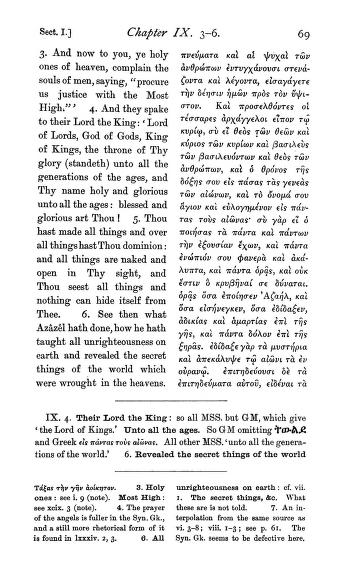 Sect. I.] Chapter IX. 3–6. 69
3. And now to you, ye holy
ones of heaven, complain the
souls of men, saying, "procure
us justice with the Most
High."' 4. And they spake
to their Lord the King: 'Lord
of Lords, God of Gods, King
of Kings, the throne of Thy
glory (standeth) unto all the
generations of the ages, and
Thy name holy and glorious
unto all the ages: blessed and
glorious art Thou! 5. Thou
hast made all things and over
all things hast Thou dominion:
and all things are naked and
open in Thy sight, and
Thou seest all things and
nothing can hide itself from
Thee. 6. See then what
Azâzêl hath done, how he hath
taught all unrighteousness on
earth and revealed the secret
things of the world which
were wrought in the heavens.
πνεύματα καὶ αἱ ψυχαὶ τῶν
ἀνθρώπων ἐντυγχάνουσι στενά-
ζοντα καὶ λέγοντα, εἰσαγάγετε
τὴν δέησιν ἡμῶν πρὸς τὸν ὕψι-
στον. Καὶ προσελθόντες οἱ
τέσσαρες ἀρχάγγελοι εἶπον τῷ
κυρίῳ, σὺ εἶ θεὸς τῶν θεῶν καὶ
κύριος τῶν κυρίων καὶ βασιλεὺς
τῶν βασιλευόντων καὶ θεὸς τῶν
ἀνθρώπων, καὶ ὁ θρόνος τῆς
δόξης σου εἰς πάσας τὰς γενεὰς
τῶν αἰώνων, καὶ τὸ ὄνομά σου
ἅγιον καὶ εὐλογημένον εἰς πάν-
τας τοὺς αἰῶνας· σὺ γὰρ εἶ ὁ
ποιήσας τὰ πάντα καὶ πάντων
τὴν ἐξουσίαν ἔχων, καὶ πάντα
ἐνώπιόν σου φανερὰ καὶ ἀκά-
λυπτα, καὶ πάντα ὁρᾷς, καὶ οὐκ
ἔστιν ὃ κρυβῆναί σε δύναται.
ὁρᾷς ὅσα ἐποίησεν Ἀζαήλ, καὶ
ὅσα εἰσήνεγκεν, ὅσα ἐδίδαξεν,
ἀδικίας καὶ ἁμαρτίας ἐπὶ τῆς
γῆς, καὶ πάντα δόλον ἐπὶ τῆς
ξηρᾶς. ἐδίδαξε γὰρ τὰ μυστήρια
καὶ ἀπεκάλυψε τῷ αἰῶνι τὰ ἐν
οὐρανῷ. ἐπιτηδεύουσι δὲ τὰ
ἐπιτηδεύματα αὐτοῦ, εἰδέναι τὰ
IX. 4. Their Lord the King: so all MSS. but G M, which give
'the Lord of Kings.' Unto all the ages. So G M omitting ትውልደ
and Greek εἰς πάντας τοὺς αἰῶνας. All other MSS. 'unto all the genera-
tions of the world.' 6. Revealed the secret things of the world
Τάξας τὴν γῆν ἀοίκητον. 3. Holy
ones: see i. 9 (note). Most High:
see xcix. 3 (note). 4. The prayer
of the angels is fuller in the Syn. Gk.,
and a still more rhetorical form of it
is found in lxxxiv. 2, 3. 6. All
unrighteousness on earth: cf. vii.
1. The secret things, &c. What
these are is not told. 7. An in-
terpolation from the same source as
vi. 3–8; viii. 1–3; see p. 61. The
Syn. Gk. seems to be defective here.